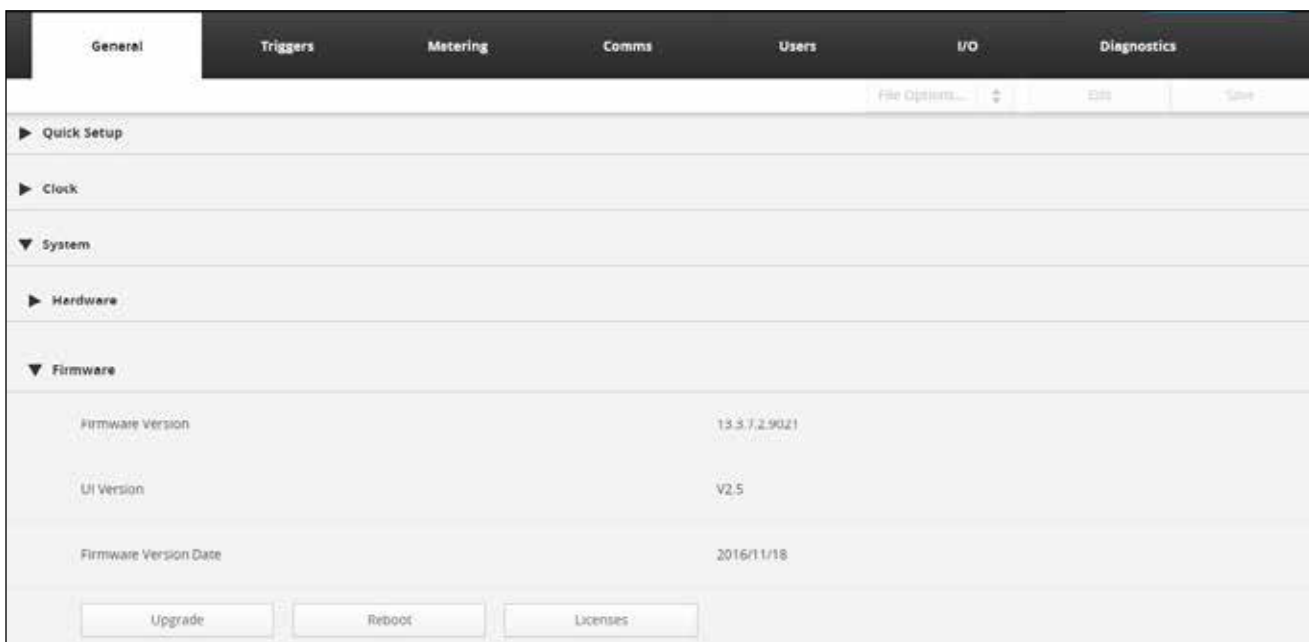 General Triggers Metering Comms Users I/O Diagnostics
File Options... Edit Save
Quick Setup
Clock
System
Hardware
Firmware
Firmware Version 13.3.7.2.9021
UI Version V2.5
Firmware Version Date 2016/11/18
Upgrade Reboot Licenses